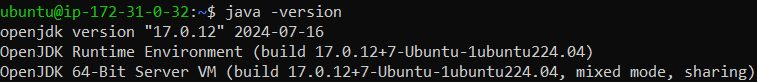 ubuntu@ip-172-31-0-32:~$ java -version
openjdk version "17.0.12" 2024-07-16
OpenJDK Runtime Environment (build 17.0.12+7-Ubuntu-1ubuntu224.04)
OpenJDK 64-Bit Server VM (build 17.0.12+7-Ubuntu-1ubuntu224.04, mixed mode, sharing)